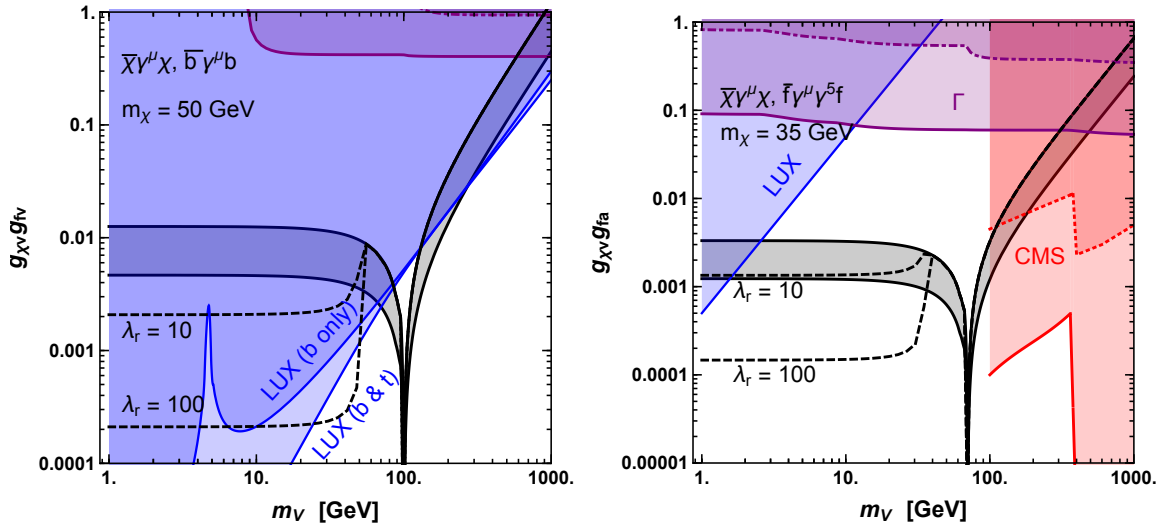 1.
0.1
0.01
0.001
0.0001
g_χv g_fv
χ̄γ^μχ, b̄γ^μb
m_χ = 50 GeV
λ_r = 10
λ_r = 100
LUX (b only)
LUX (b & t)
1. 10. 100. 1000.
m_V [GeV]
1.
0.1
0.01
0.001
0.0001
0.00001
g_χv g_fa
χ̄γ^μχ, f̄γ^μγ^5f
m_χ = 35 GeV
Γ
LUX
CMS
λ_r = 10
λ_r = 100
1. 10. 100. 1000.
m_V [GeV]